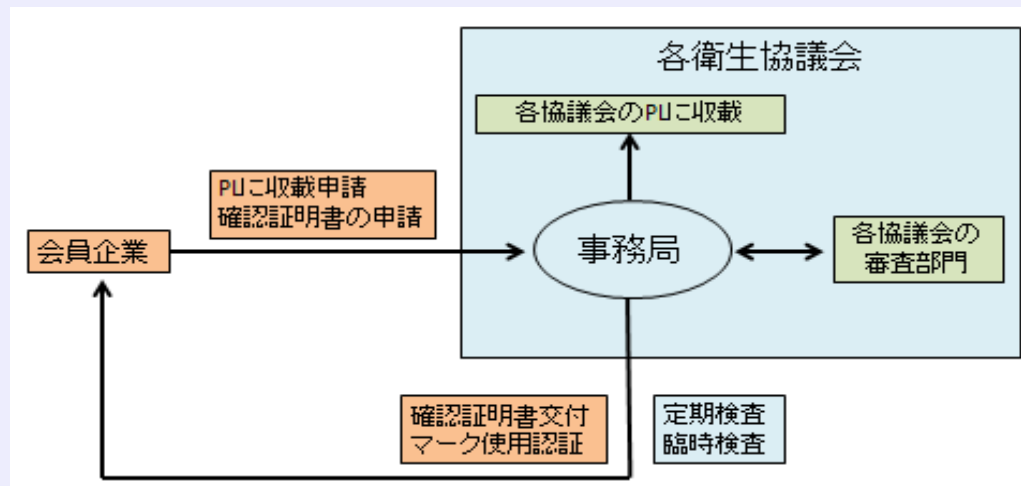 各衛生協議会
各協議会のPLに収載
PLに収載申請
確認証明書の申請
会員企業
事務局
各協議会の
審査部門
確認証明書交付
マーク使用認証
定期検査
臨時検査